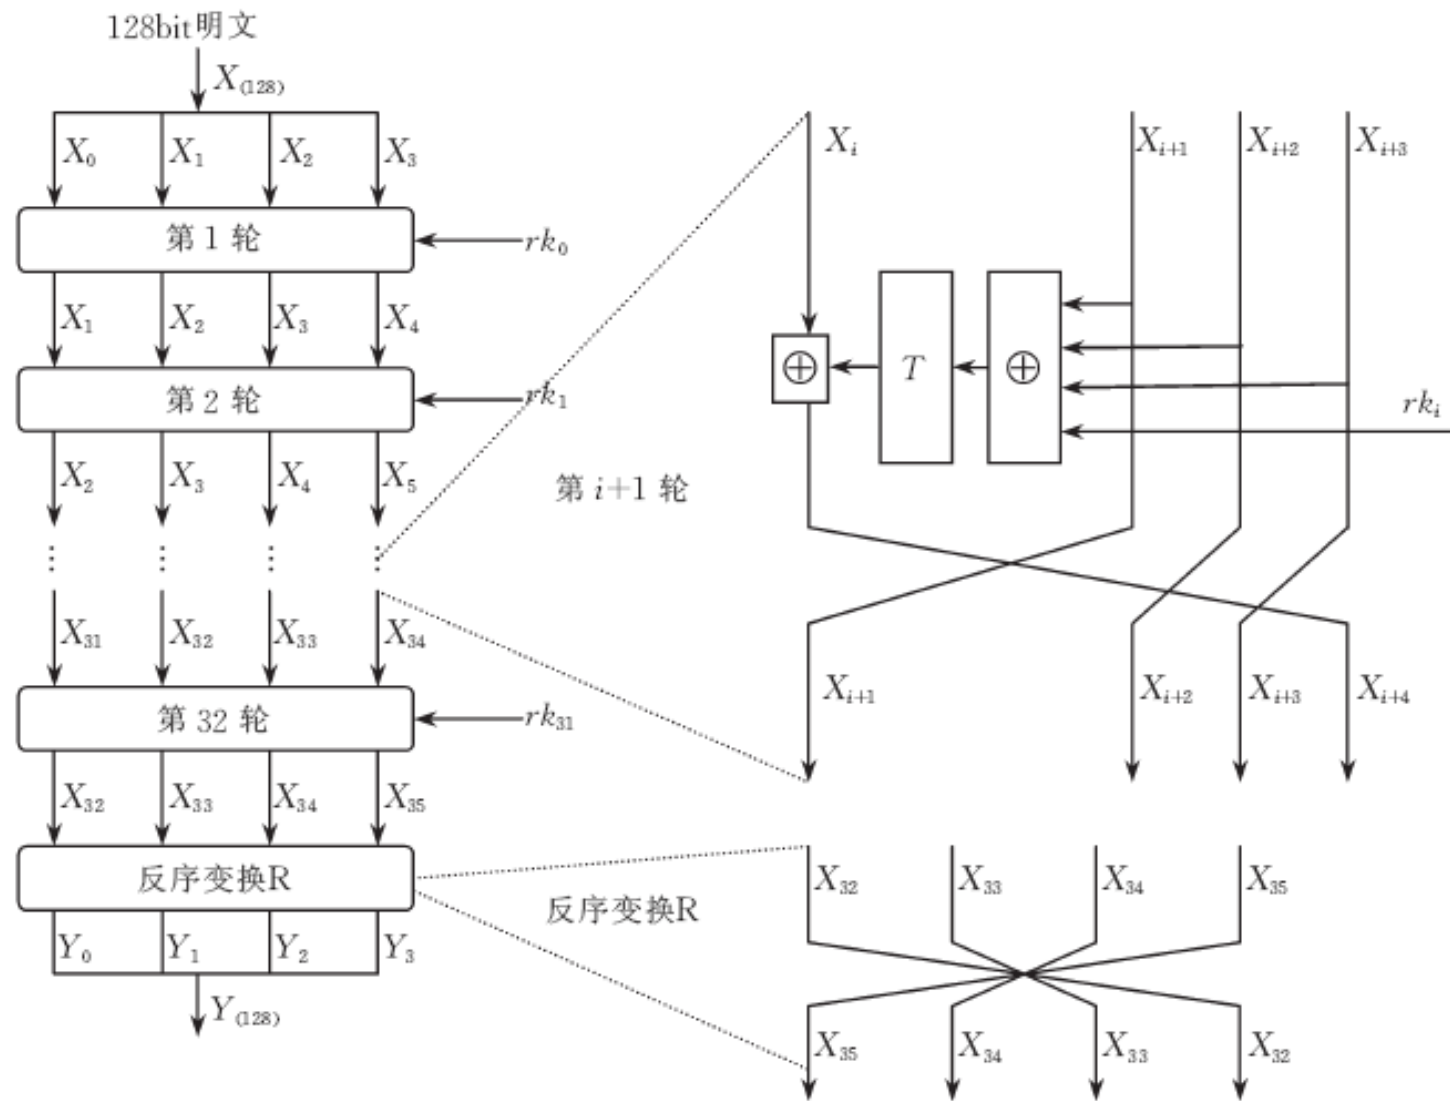 128bit明文
X(128)
X0 X1 X2 X3
第 1 轮 rk0
X1 X2 X3 X4
第 2 轮 rk1
X2 X3 X4 X5
⋮ ⋮ ⋮ ⋮
X31 X32 X33 X34
第 32 轮 rk31
X32 X33 X34 X35
反序变换R
Y0 Y1 Y2 Y3
Y(128)
Xi Xi+1 Xi+2 Xi+3
⊕ T ⊕
rki
第 i+1 轮
Xi+1 Xi+2 Xi+3 Xi+4
X32 X33 X34 X35
反序变换R
X35 X34 X33 X32